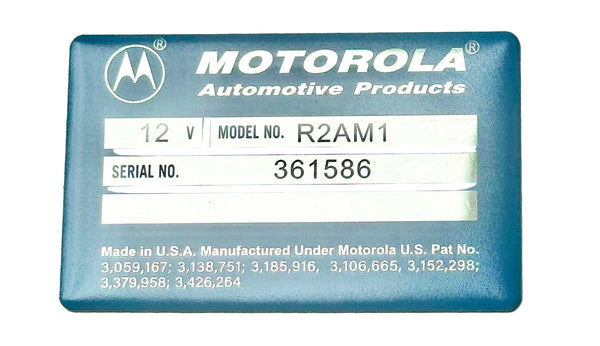 MOTOROLA®
Automotive Products
12 V MODEL NO. R2AM1
SERIAL NO. 361586
Made in U.S.A. Manufactured Under Motorola U.S. Pat No.
3,059,167; 3,138,751; 3,185,916, 3,106,665, 3,152,298;
3,379,958; 3,426,264